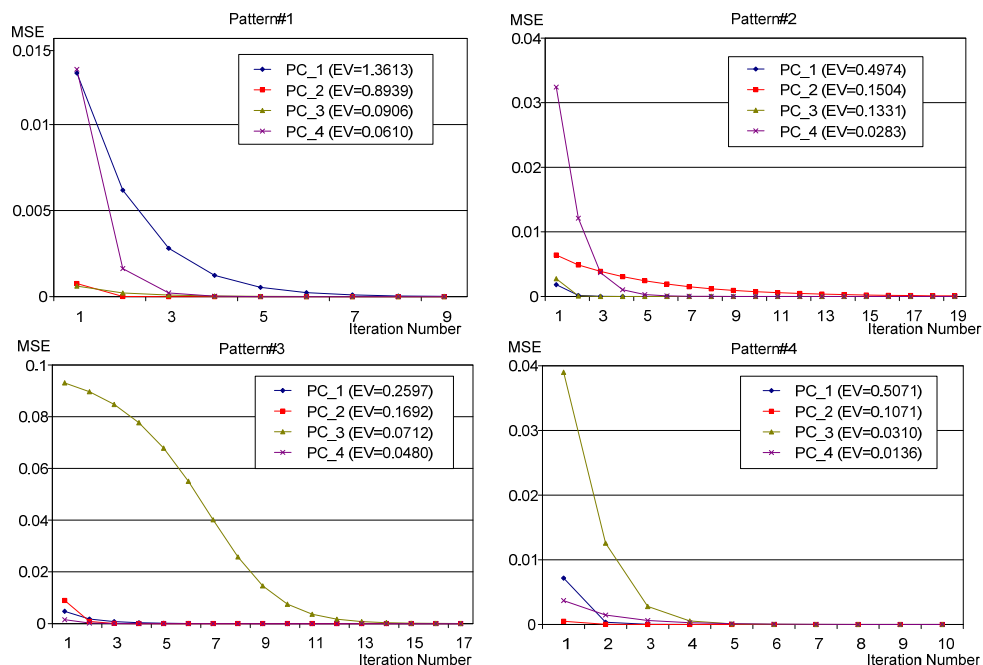 Pattern#1
MSE
0.015
0.01
0.005
0
PC_1 (EV=1.3613)
PC_2 (EV=0.8939)
PC_3 (EV=0.0906)
PC_4 (EV=0.0610)
1 3 5 7 9
Iteration Number
Pattern#2
MSE
0.04
0.03
0.02
0.01
0
PC_1 (EV=0.4974)
PC_2 (EV=0.1504)
PC_3 (EV=0.1331)
PC_4 (EV=0.0283)
1 3 5 7 9 11 13 15 17 19
Iteration Number
Pattern#3
MSE
0.1
0.08
0.06
0.04
0.02
0
PC_1 (EV=0.2597)
PC_2 (EV=0.1692)
PC_3 (EV=0.0712)
PC_4 (EV=0.0480)
1 3 5 7 9 11 13 15 17
Iteration Number
Pattern#4
MSE
0.04
0.03
0.02
0.01
0
PC_1 (EV=0.5071)
PC_2 (EV=0.1071)
PC_3 (EV=0.0310)
PC_4 (EV=0.0136)
1 2 3 4 5 6 7 8 9 10
Iteration Number